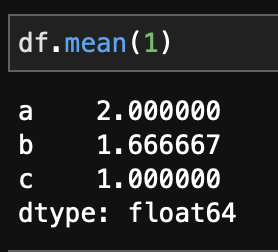 df.mean(1)
a    2.000000
b    1.666667
c    1.000000
dtype: float64